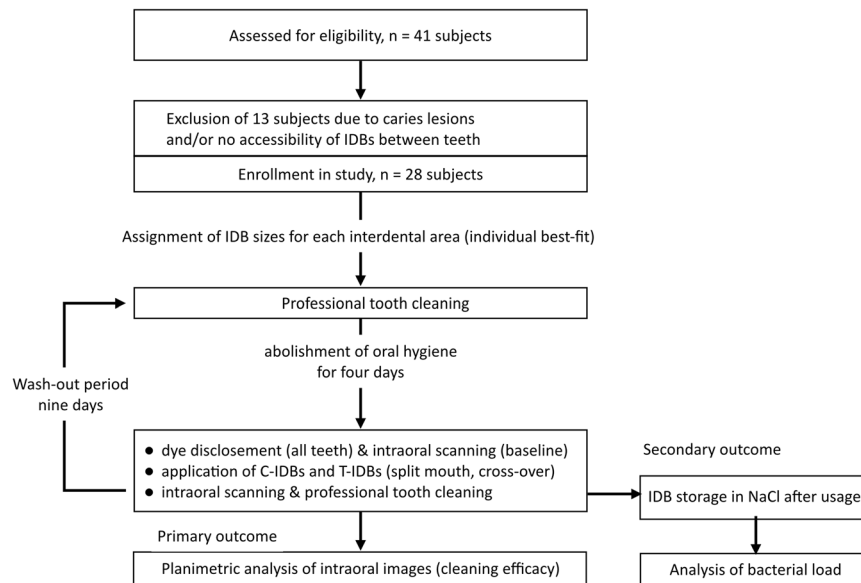 Assessed for eligibility, n = 41 subjects
Exclusion of 13 subjects due to caries lesions
and/or no accessibility of IDBs between teeth
Enrollment in study, n = 28 subjects
Assignment of IDB sizes for each interdental area (individual best-fit)
Professional tooth cleaning
abolishment of oral hygiene
for four days
Wash-out period
nine days
● dye disclosement (all teeth) & intraoral scanning (baseline)
● application of C-IDBs and T-IDBs (split mouth, cross-over)
● intraoral scanning & professional tooth cleaning
Secondary outcome
IDB storage in NaCl after usage
Primary outcome
Planimetric analysis of intraoral images (cleaning efficacy)
Analysis of bacterial load